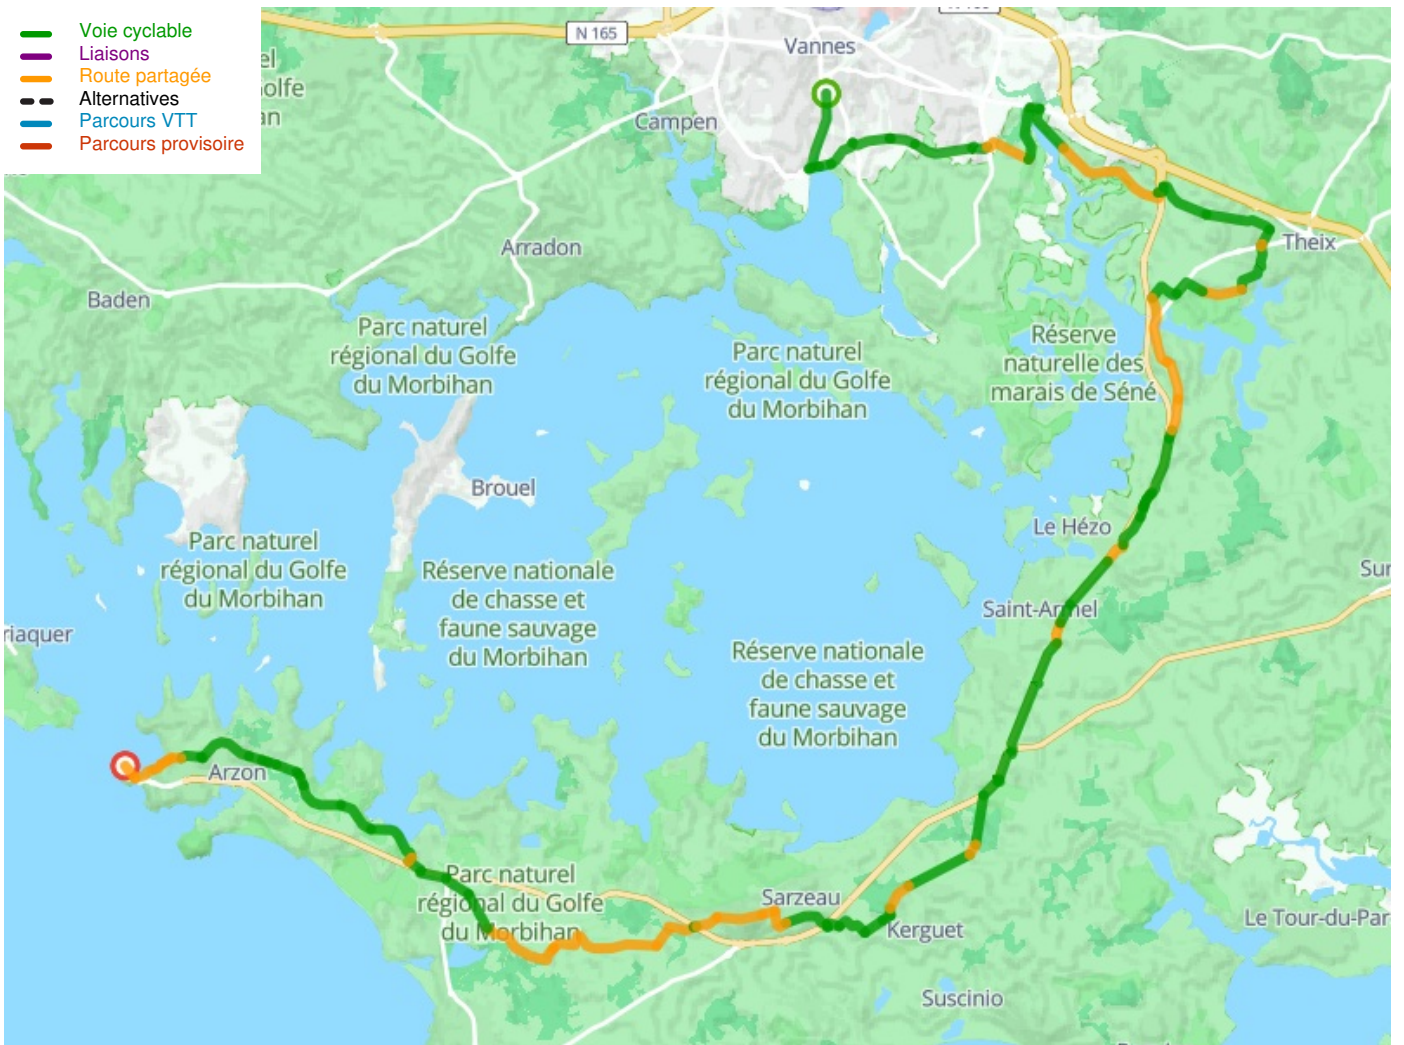 Voie cyclable
Liaisons
Route partagée
Alternatives
Parcours VTT
Parcours provisoire
N 165
Vannes
Campen
Theix
Arradon
Baden
Parc naturel
régional du Golfe
du Morbihan
Parc naturel
régional du Golfe
du Morbihan
Réserve
naturelle des
marais de Séné
Brouel
Le Hézo
Parc naturel
régional du Golfe
du Morbihan
Réserve nationale
de chasse et
faune sauvage
du Morbihan
Sur
Saint-Armel
riaquer
Réserve nationale
de chasse et
faune sauvage
du Morbihan
Arzon
Parc naturel
régional du Golfe
du Morbihan
Sarzeau
Kerguet
Le Tour-du-Par
Suscinio